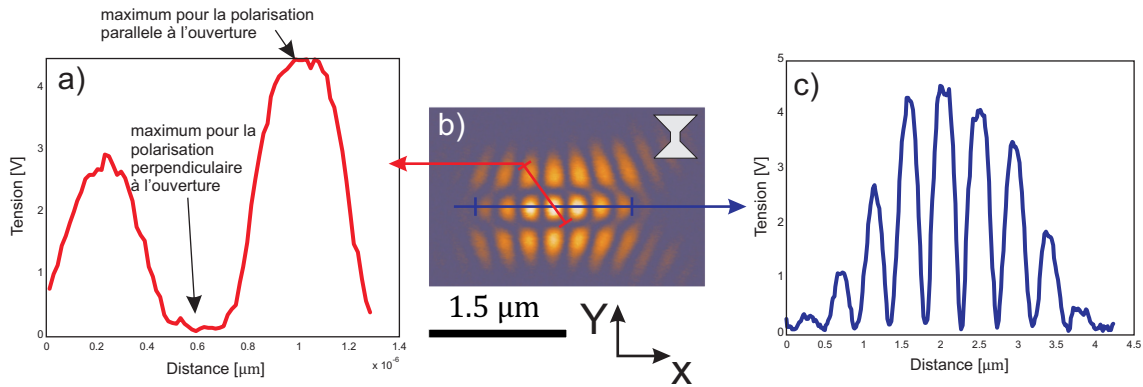 maximum pour la polarisation
parallele à l'ouverture
a)
maximum pour la
polarisation
perpendiculaire
à l'ouverture
Tension [V]
0
1
2
3
4
0 0.2 0.4 0.6 0.8 1 1.2 1.4
x 10⁻⁶
Distance [µm]
b)
1.5 µm
Y
X
c)
Tension [V]
0
1
2
3
4
5
0 0.5 1 1.5 2 2.5 3 3.5 4 4.5
Distance [µm]